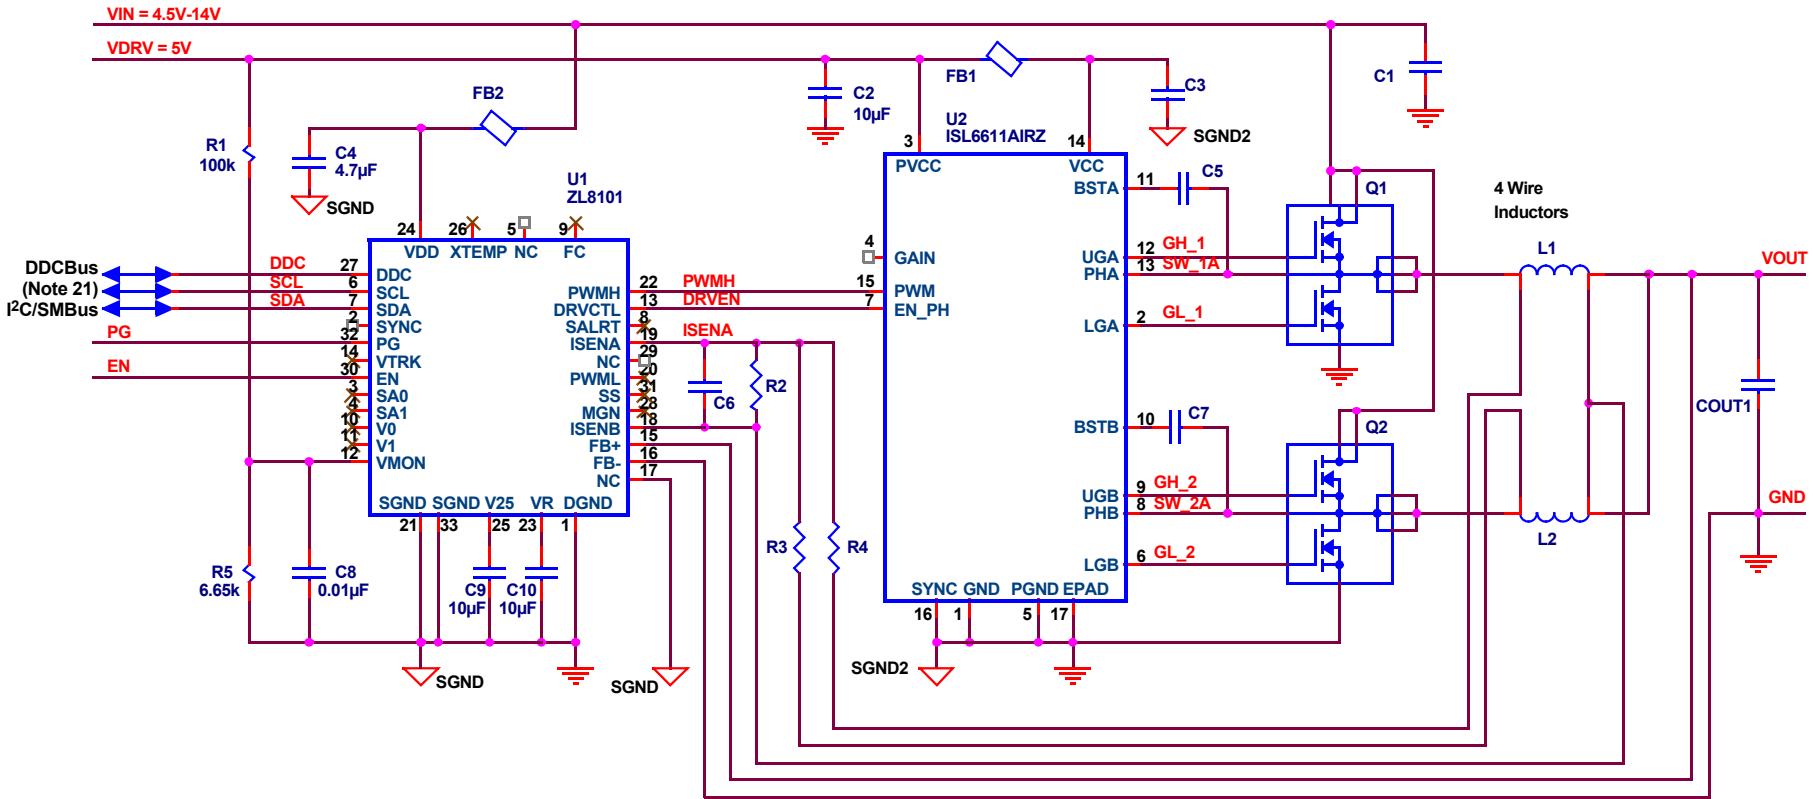 VIN = 4.5V-14V
VDRV = 5V
FB2
R1
100k
C4
4.7µF
SGND
U1
ZL8101
C2
10µF
FB1
C3
SGND2
C1
U2
ISL6611AIRZ
3
14
PVCC
VCC
BSTA
11
C5
Q1
4 Wire
Inductors
L1
VOUT
24
26
5
9
VDD
XTEMP
NC
FC
DDCBus
(Note 21)
I²C/SMBus
DDC
27
DDC
SCL
6
SCL
SDA
7
SDA
2
SYNC
PG
32
PG
14
VTRK
EN
30
EN
3
SA0
4
SA1
10
V0
11
V1
12
VMON
PWMH
22
PWMH
DRVCTL
13
DRVEN
SALRT
8
ISENA
19
ISENA
NC
29
PWML
20
SS
31
MGN
28
ISENB
18
FB+
15
FB-
16
NC
17
SGND
SGND
V25
VR
DGND
21
33
25
23
1
C6
R2
R3
R4
4
GAIN
15
PWM
7
EN_PH
UGA
12
GH_1
PHA
13
SW_1A
LGA
2
GL_1
BSTB
10
C7
Q2
UGB
9
GH_2
PHB
8
SW_2A
LGB
6
GL_2
SYNC
GND
PGND
EPAD
16
1
5
17
L2
COUT1
GND
R5
6.65k
C8
0.01µF
C9
10µF
C10
10µF
SGND
SGND
SGND2